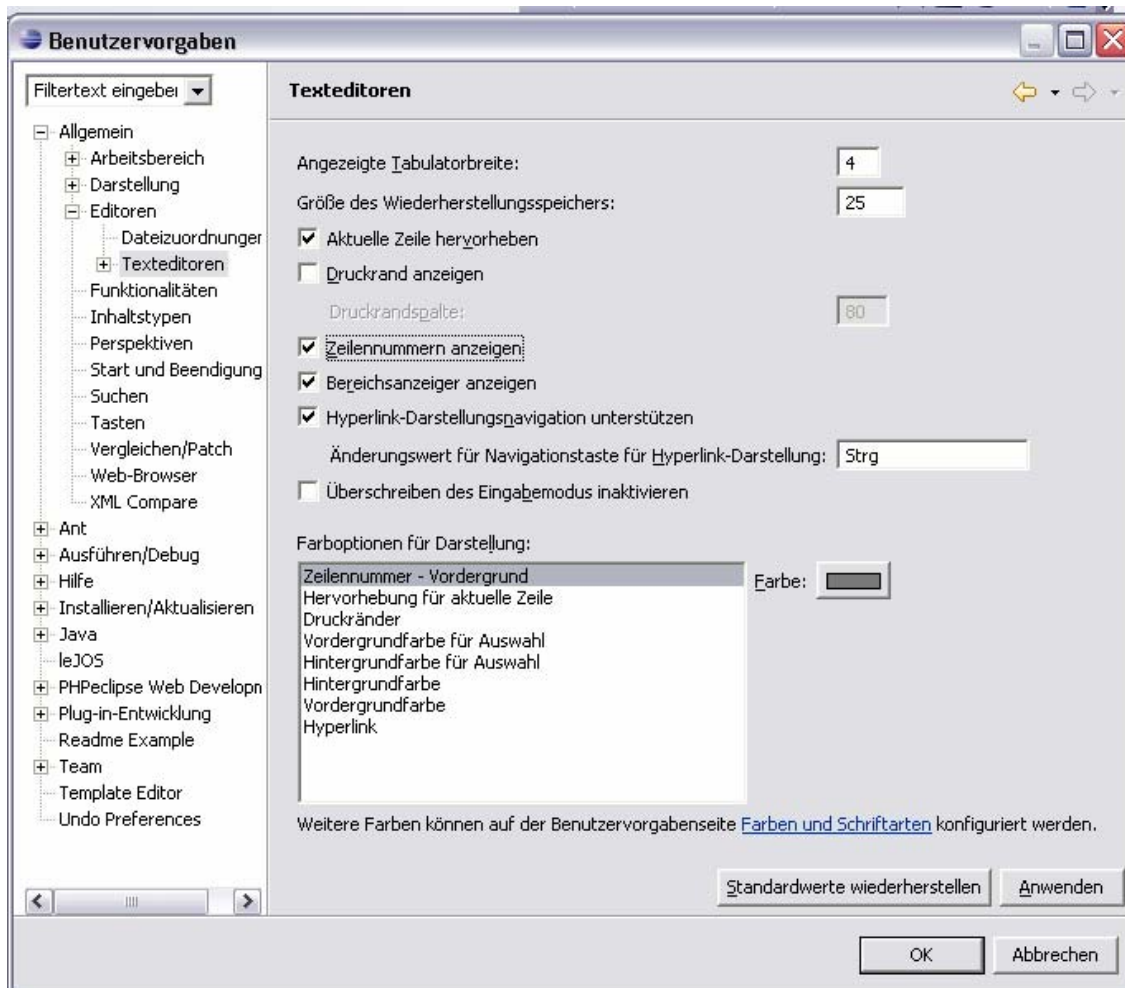 Benutzervorgaben
Filtertext eingeber
Allgemein
Arbeitsbereich
Darstellung
Editoren
Dateizuordnunger
Texteditoren
Funktionalitäten
Inhaltstypen
Perspektiven
Start und Beendigung
Suchen
Tasten
Vergleichen/Patch
Web-Browser
XML Compare
Ant
Ausführen/Debug
Hilfe
Installieren/Aktualisieren
Java
leJOS
PHPeclipse Web Developm
Plug-in-Entwicklung
Readme Example
Team
Template Editor
Undo Preferences
Texteditoren
Angezeigte Tabulatorbreite: 4
Größe des Wiederherstellungsspeichers: 25
Aktuelle Zeile hervorheben
Druckrand anzeigen
Druckrandspalte: 80
Zeilennummern anzeigen
Bereichsanzeiger anzeigen
Hyperlink-Darstellungsnavigation unterstützen
Änderungswert für Navigationstaste für Hyperlink-Darstellung: Strg
Überschreiben des Eingabemodus inaktivieren
Farboptionen für Darstellung:
Zeilennummer - Vordergrund
Hervorhebung für aktuelle Zeile
Druckränder
Vordergrundfarbe für Auswahl
Hintergrundfarbe für Auswahl
Hintergrundfarbe
Vordergrundfarbe
Hyperlink
Farbe:
Weitere Farben können auf der Benutzervorgabenseite Farben und Schriftarten konfiguriert werden.
Standardwerte wiederherstellen
Anwenden
OK
Abbrechen